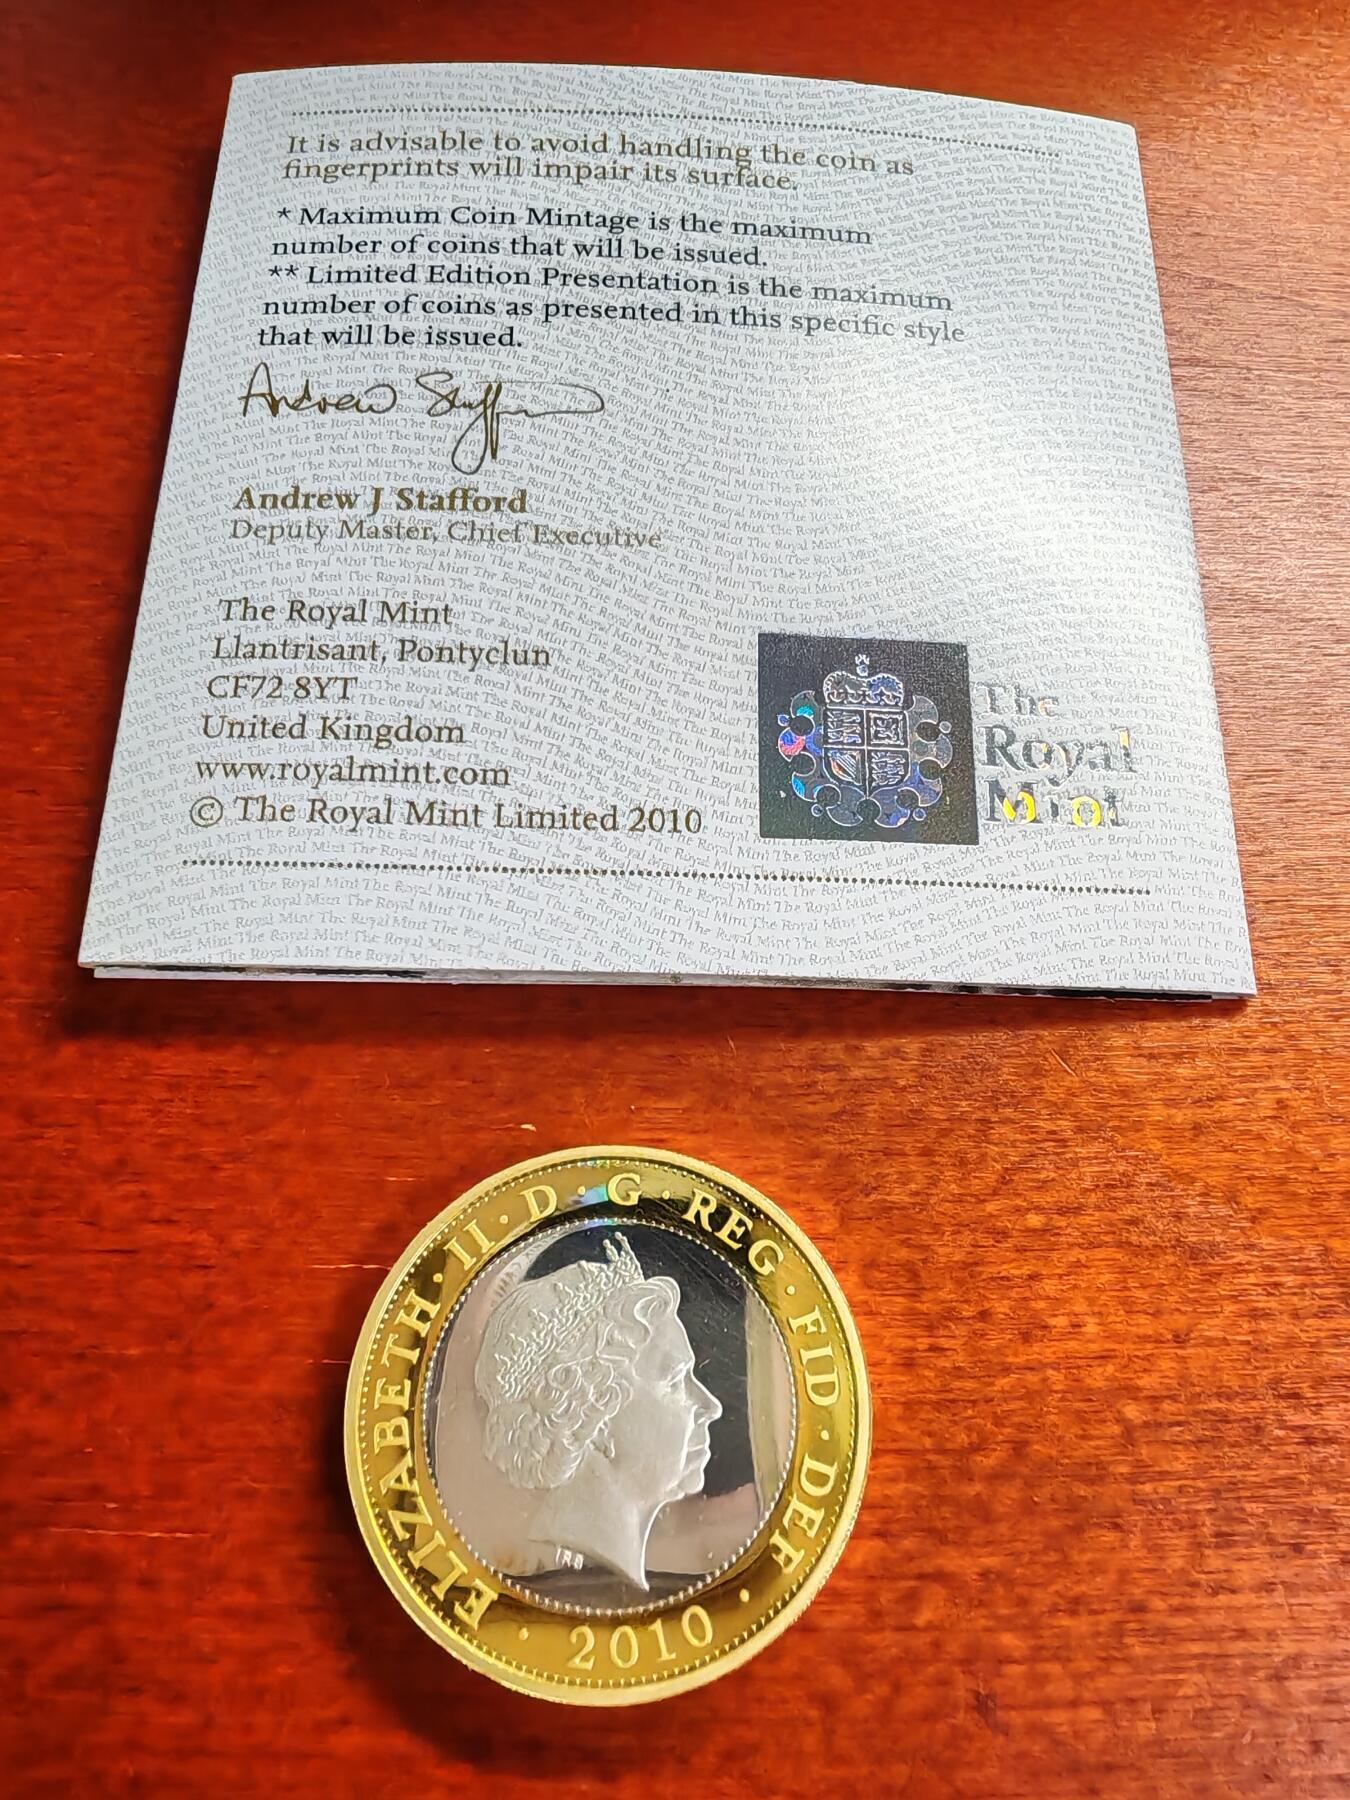 It is advisable to avoid handling the coin as
fingerprints will impair its surface.
* Maximum Coin Mintage is the maximum
number of coins that will be issued.
** Limited Edition Presentation is the maximum
number of coins as presented in this specific style
that will be issued.
Andrew Stafford
Andrew J Stafford
Deputy Master, Chief Executive
The Royal Mint
Llantrisant, Pontyclun
CF72 8YT
United Kingdom
www.royalmint.com
© The Royal Mint Limited 2010
The
Royal
Mint
ELIZABETH · II · D · G · REG · FID · DEF ·
· 2010
IRB